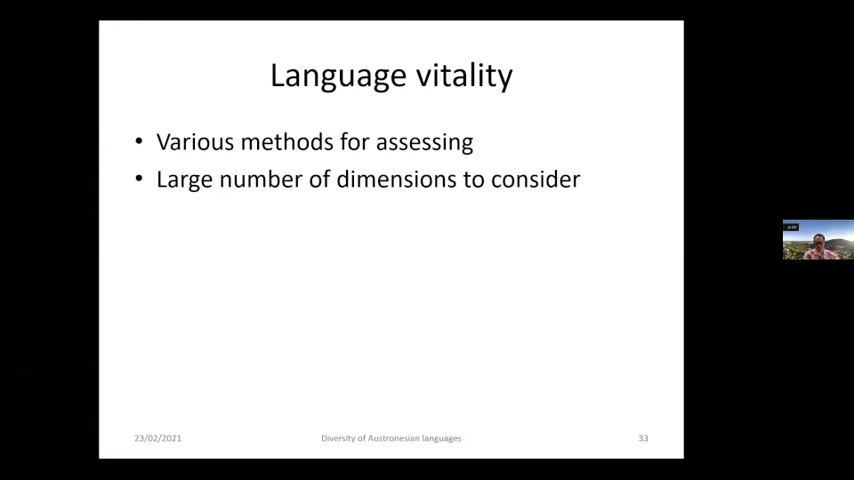 Language vitality
• Various methods for assessing
• Large number of dimensions to consider
23/02/2021 Diversity of Austronesian languages 33